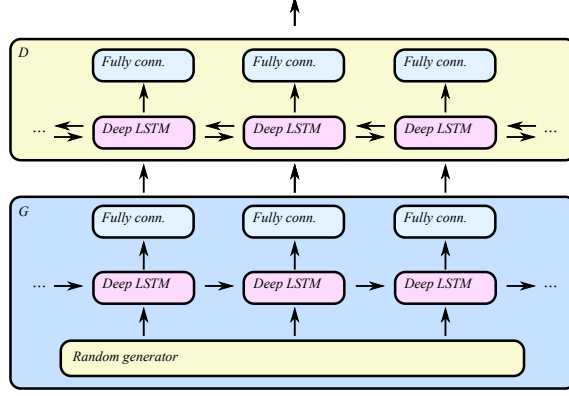 D
Fully conn. Fully conn. Fully conn.
... Deep LSTM Deep LSTM Deep LSTM ...
G
Fully conn. Fully conn. Fully conn.
... Deep LSTM Deep LSTM Deep LSTM ...
Random generator